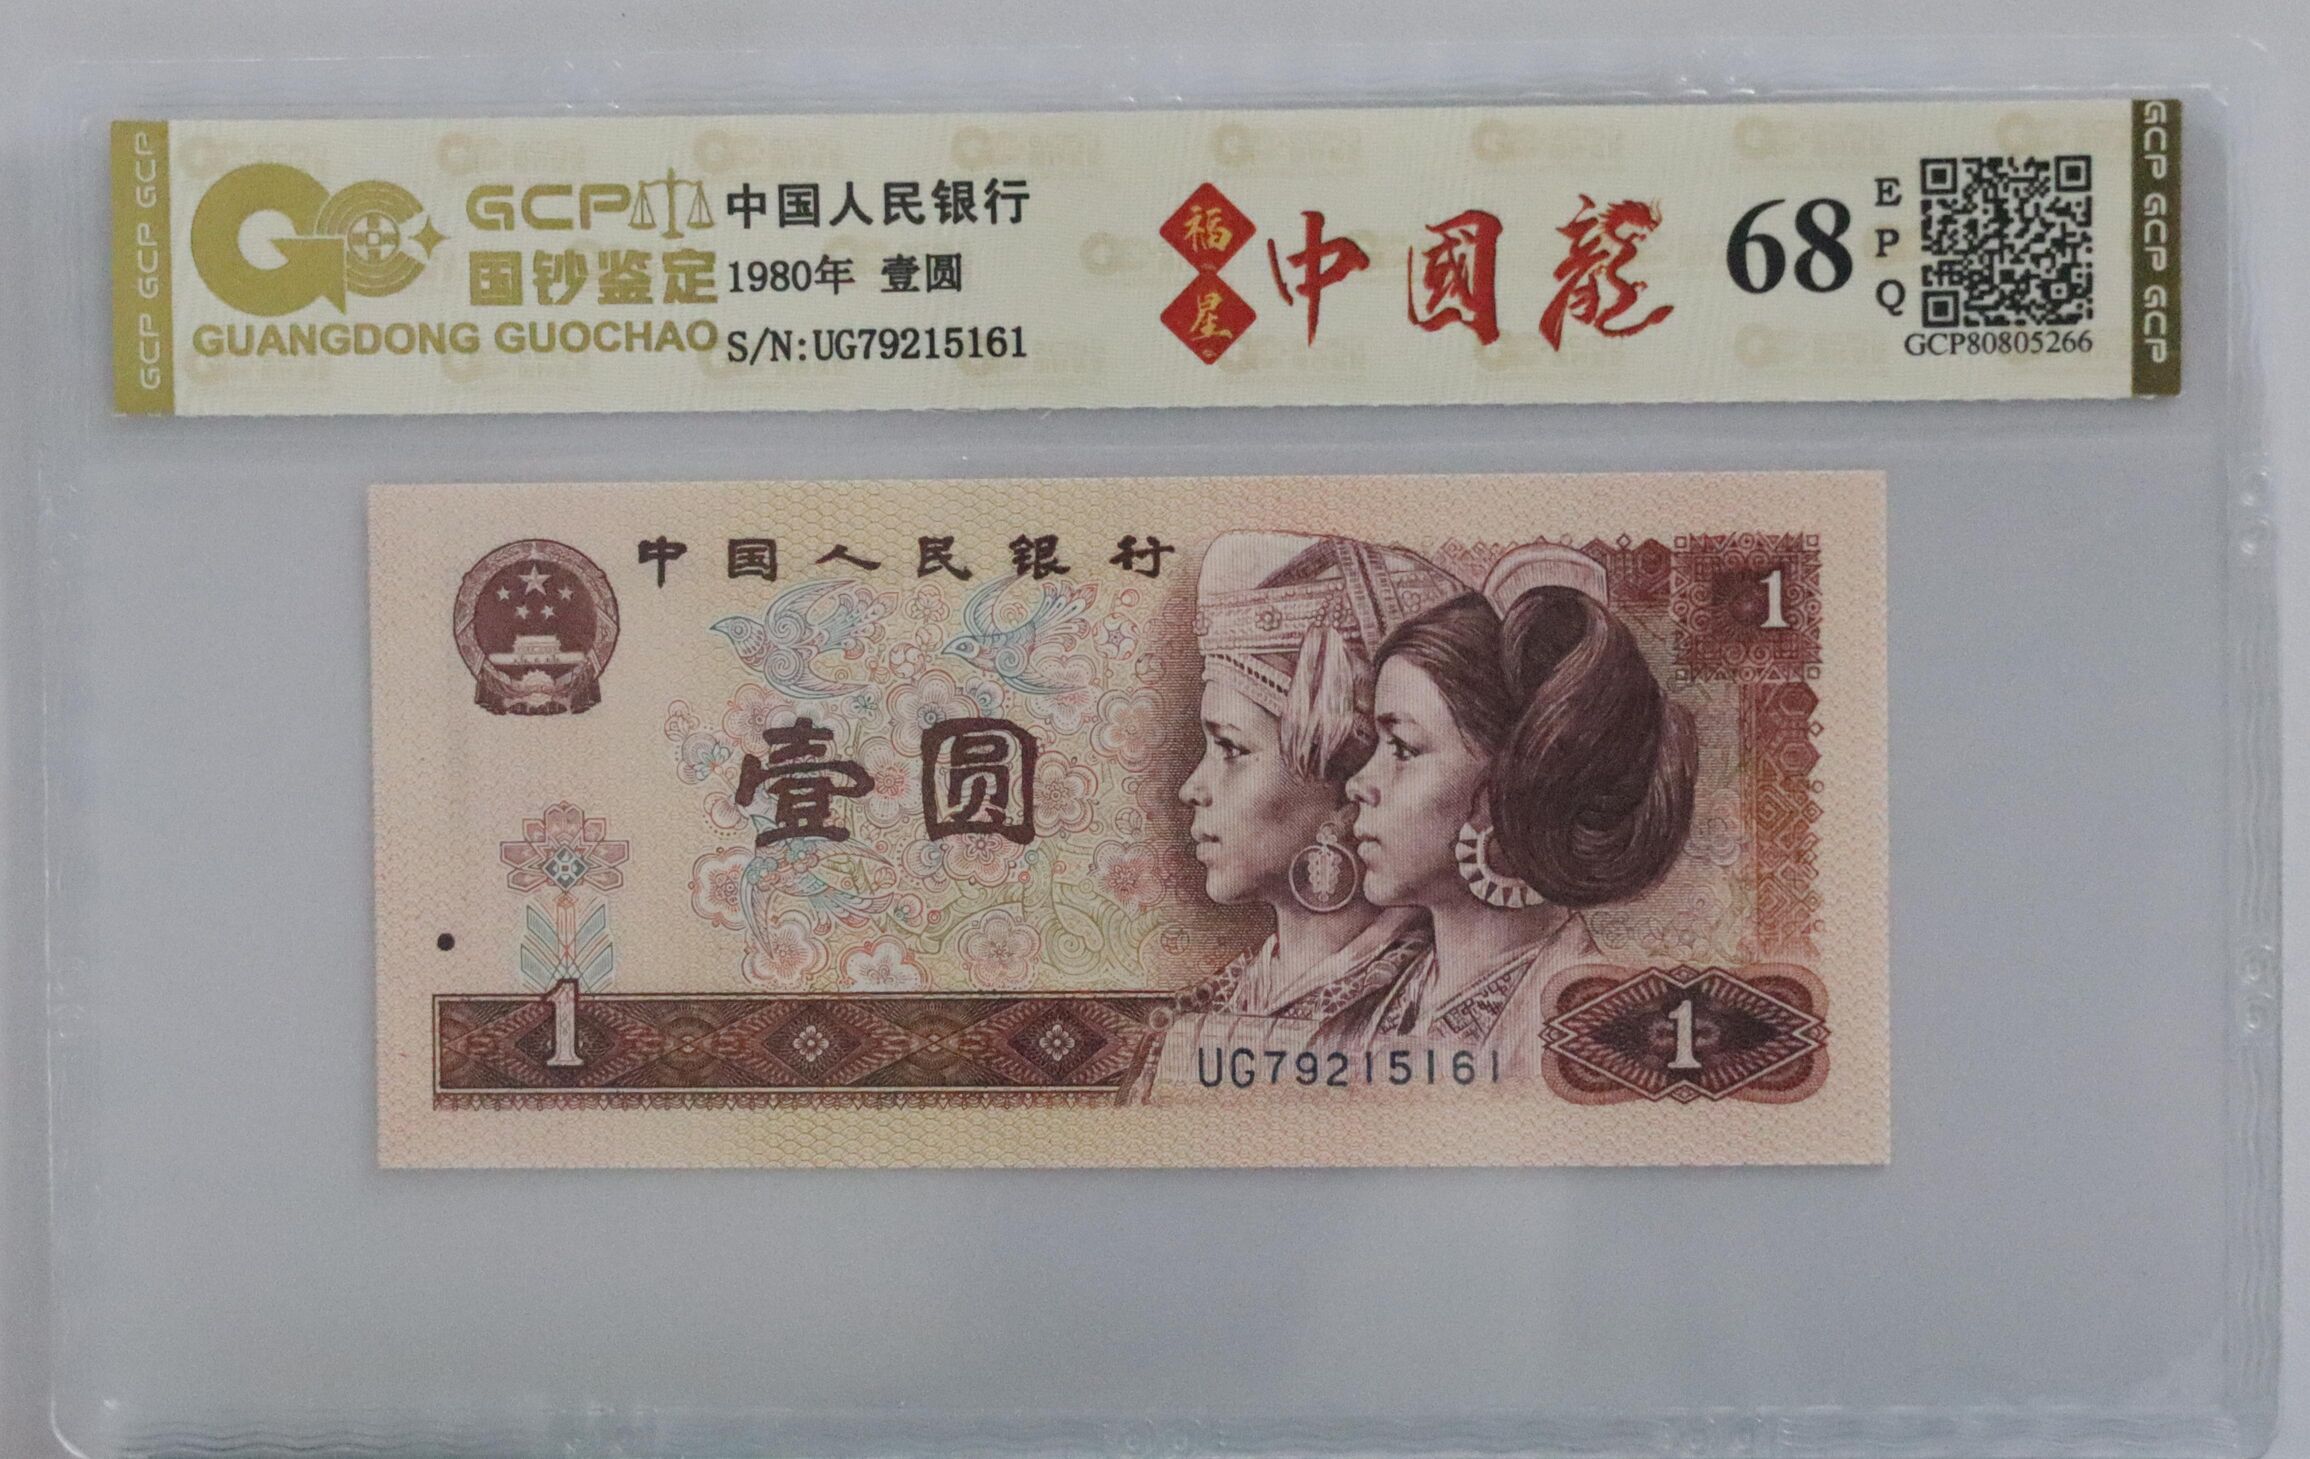 GCP GCP GCP
GCP
国钞鉴定
GUANGDONG GUOCHAO
中国人民银行
1980年 壹圆
S/N:UG79215161
福星
中國龍
68
EPQ
GCP80805266
GCP GCP GCP
中国人民银行
1
壹圆
1
UG79215161
1